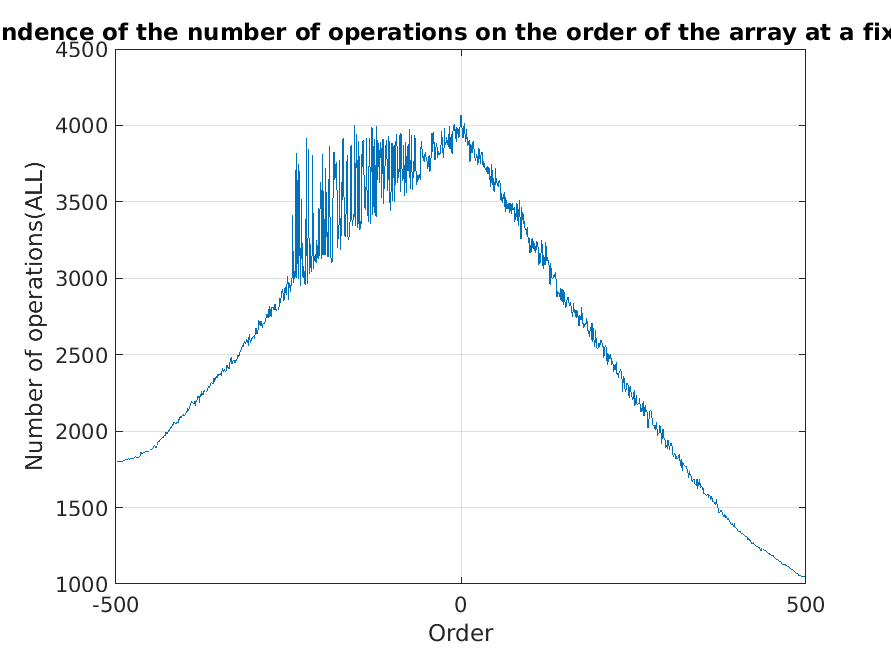 ndence of the number of operations on the order of the array at a fix
4500
4000
3500
3000
2500
2000
1500
1000
Number of operations(ALL)
-500 0 500
Order